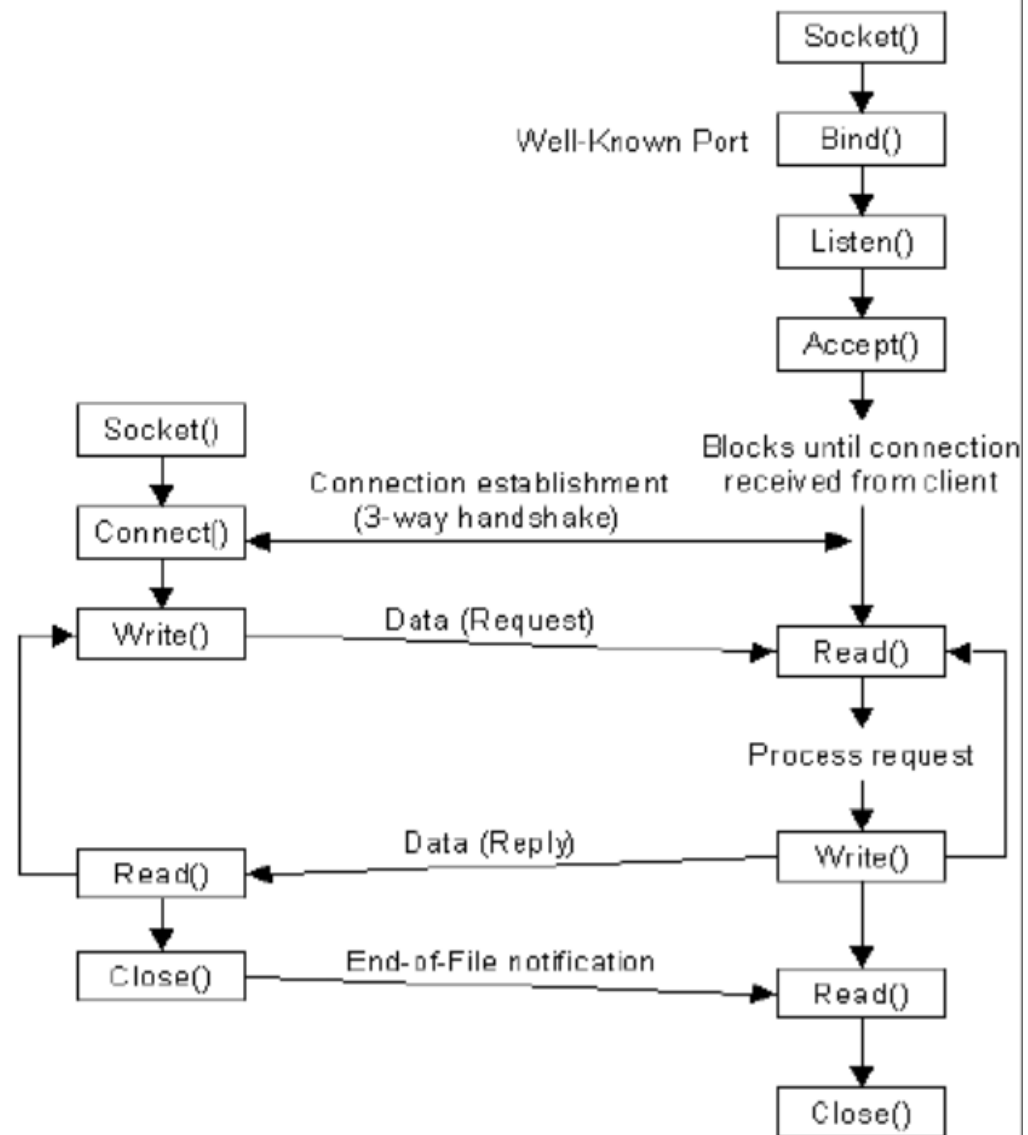 Socket()
Well-Known Port
Bind()
Listen()
Accept()
Socket()
Blocks until connection
received from client
Connection establishment
(3-way handshake)
Connect()
Write()
Data (Request)
Read()
Process request
Data (Reply)
Write()
Read()
Close()
End-of-File notification
Read()
Close()